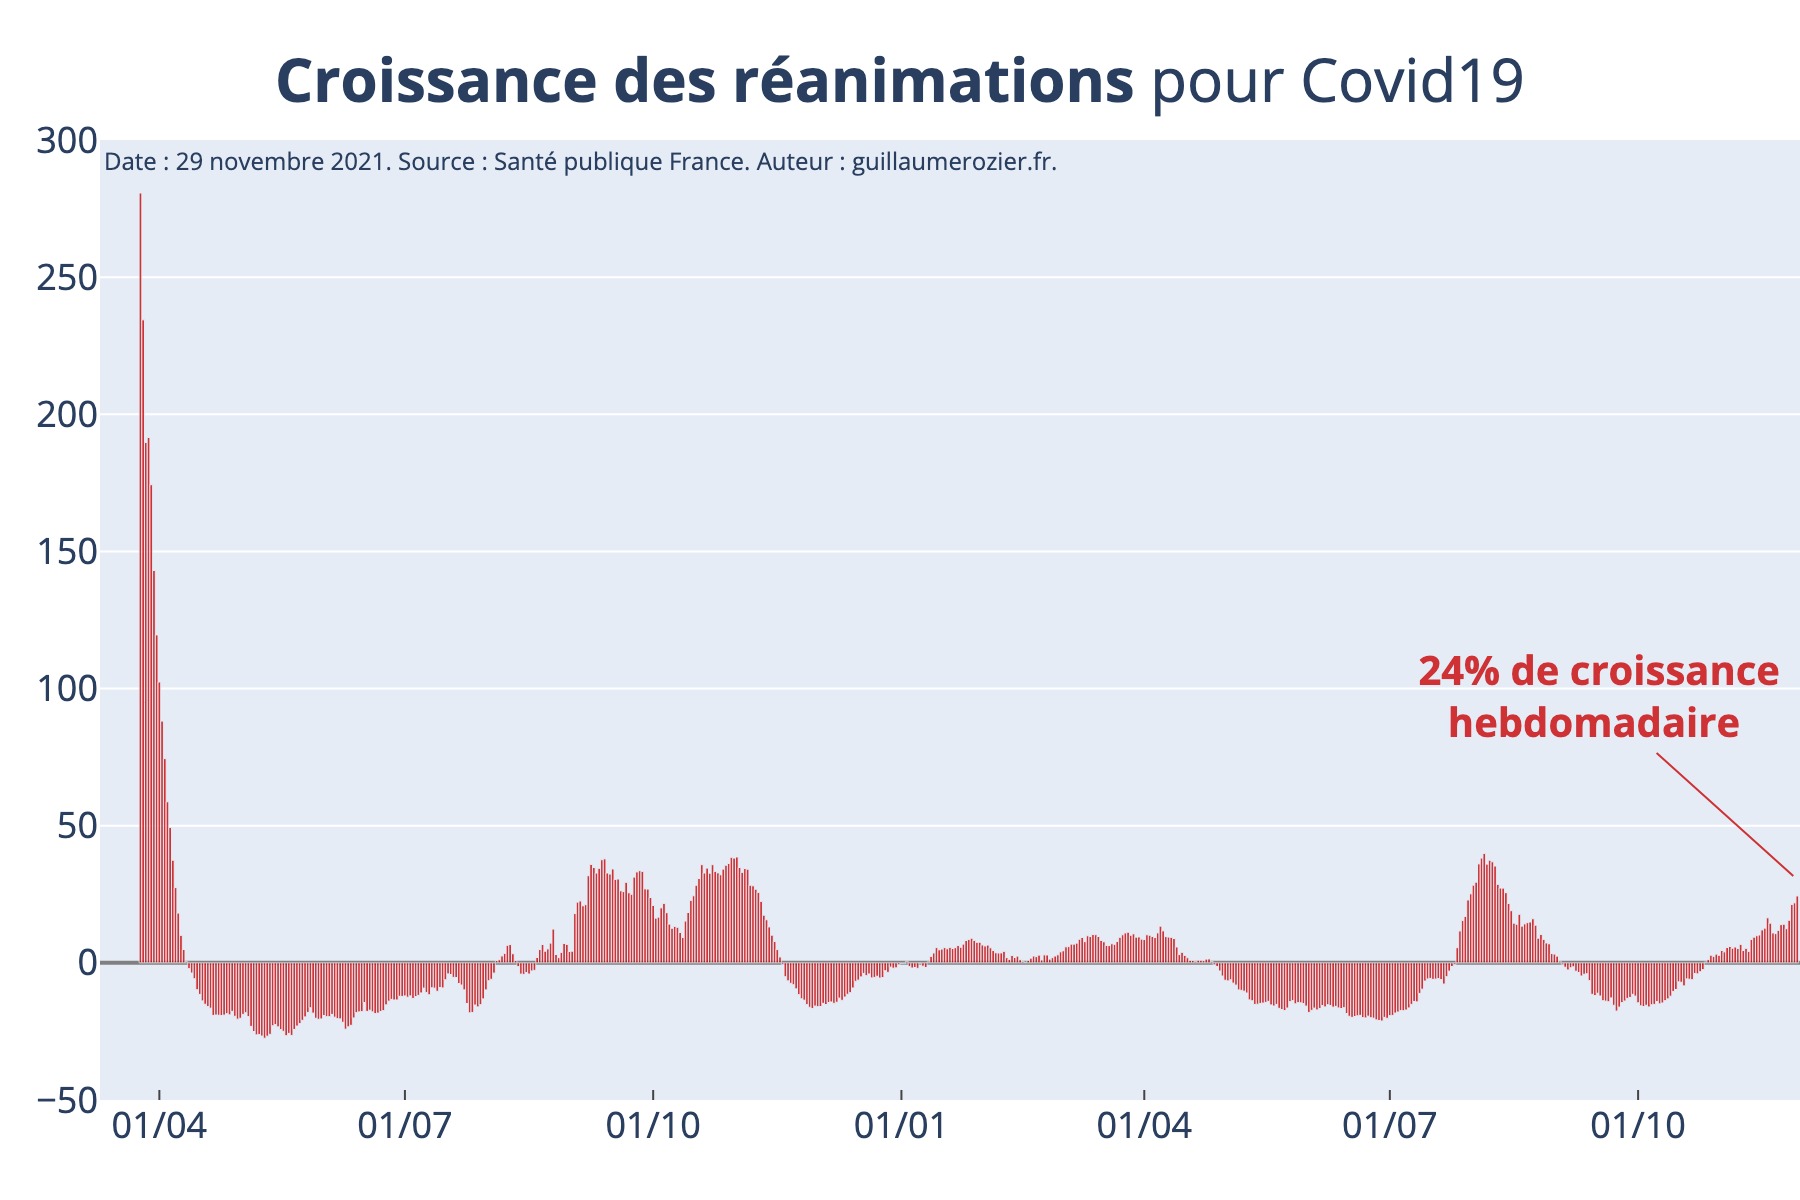 Croissance des réanimations pour Covid19
Date : 29 novembre 2021. Source : Santé publique France. Auteur : guillaumerozier.fr.
300
250
200
150
100
50
0
−50
24% de croissance
hebdomadaire
01/04 01/07 01/10 01/01 01/04 01/07 01/10